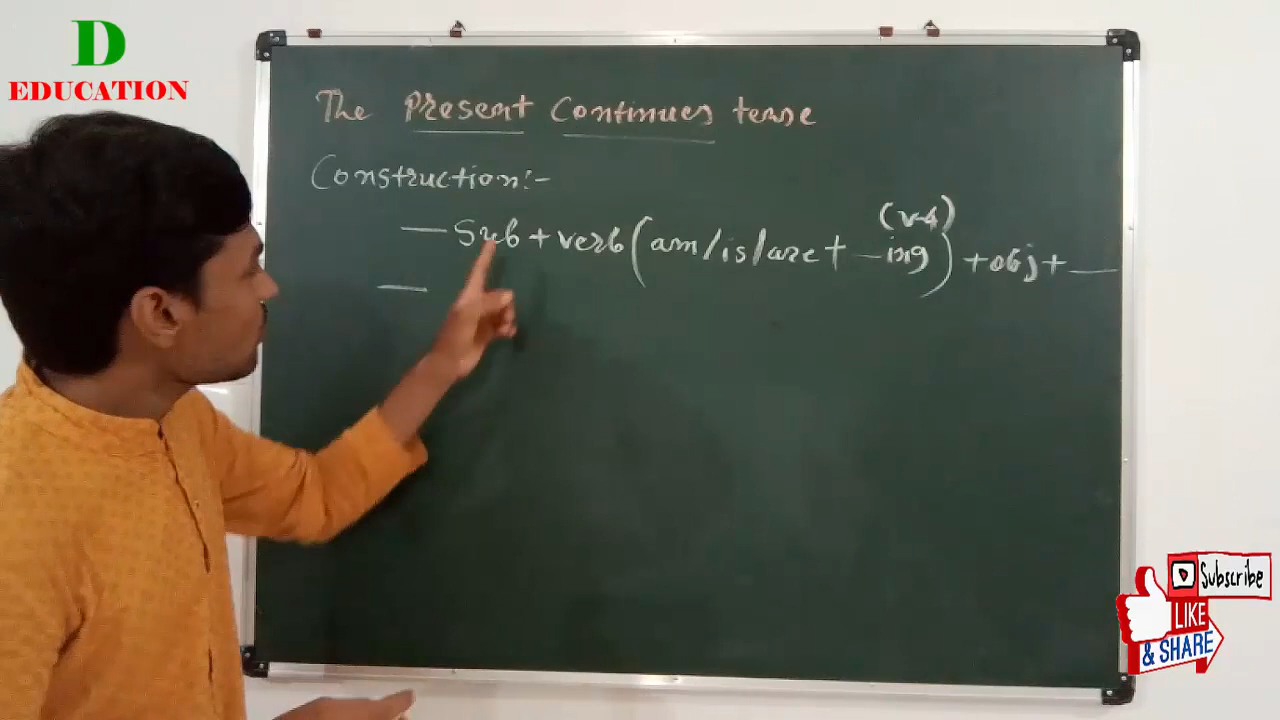 D
EDUCATION
The Present Continues tense
Construction:-
(v-4)
— Sub + verb (am/is/are + —ing) + obj + —
—
Subscribe
LIKE
& SHARE